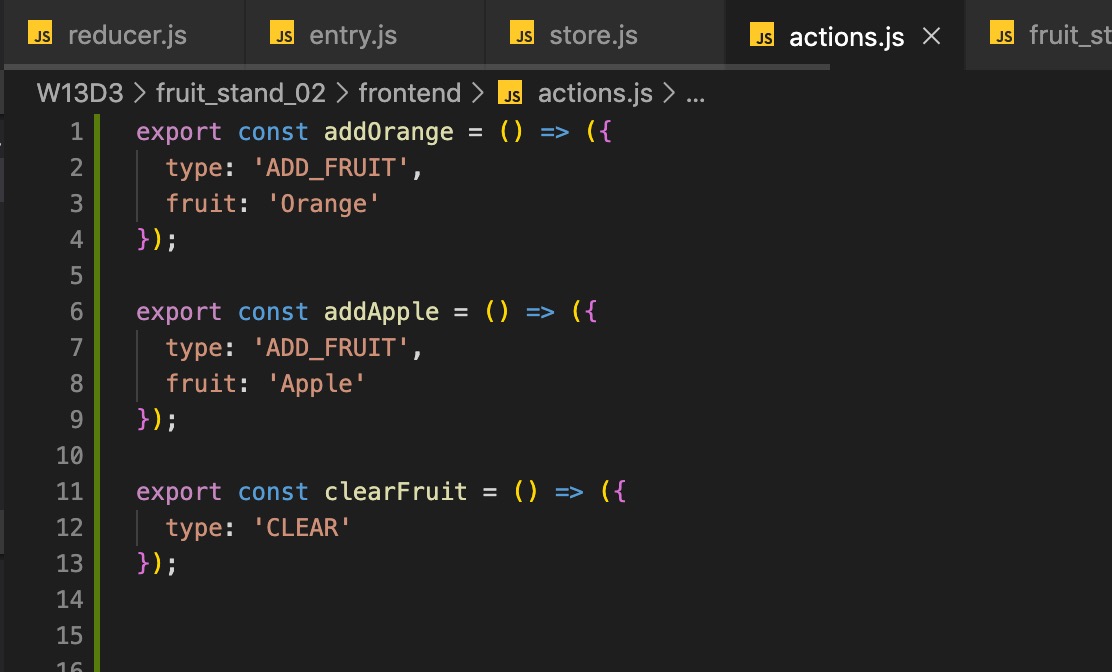 JS reducer.js JS entry.js JS store.js JS actions.js × JS fruit_st
W13D3 > fruit_stand_02 > frontend > JS actions.js > ...
1 export const addOrange = () => ({
2 type: 'ADD_FRUIT',
3 fruit: 'Orange'
4 });
5
6 export const addApple = () => ({
7 type: 'ADD_FRUIT',
8 fruit: 'Apple'
9 });
10
11 export const clearFruit = () => ({
12 type: 'CLEAR'
13 });
14
15
16